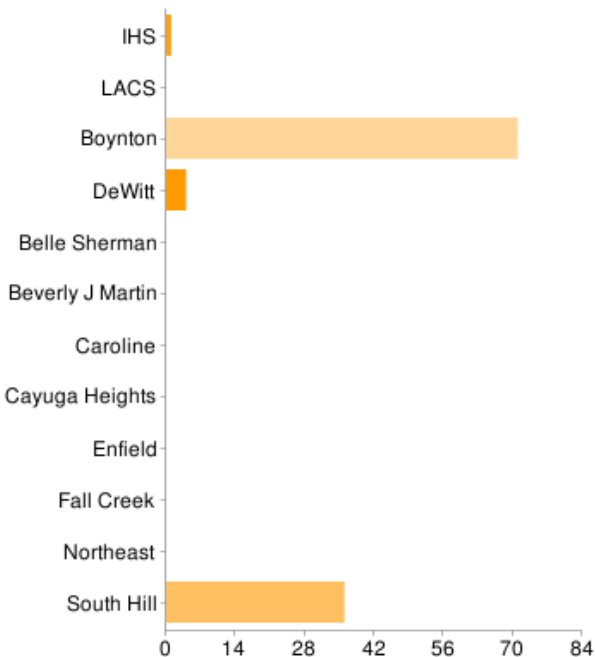 IHS
LACS
Boynton
DeWitt
Belle Sherman
Beverly J Martin
Caroline
Cayuga Heights
Enfield
Fall Creek
Northeast
South Hill
0 14 28 42 56 70 84